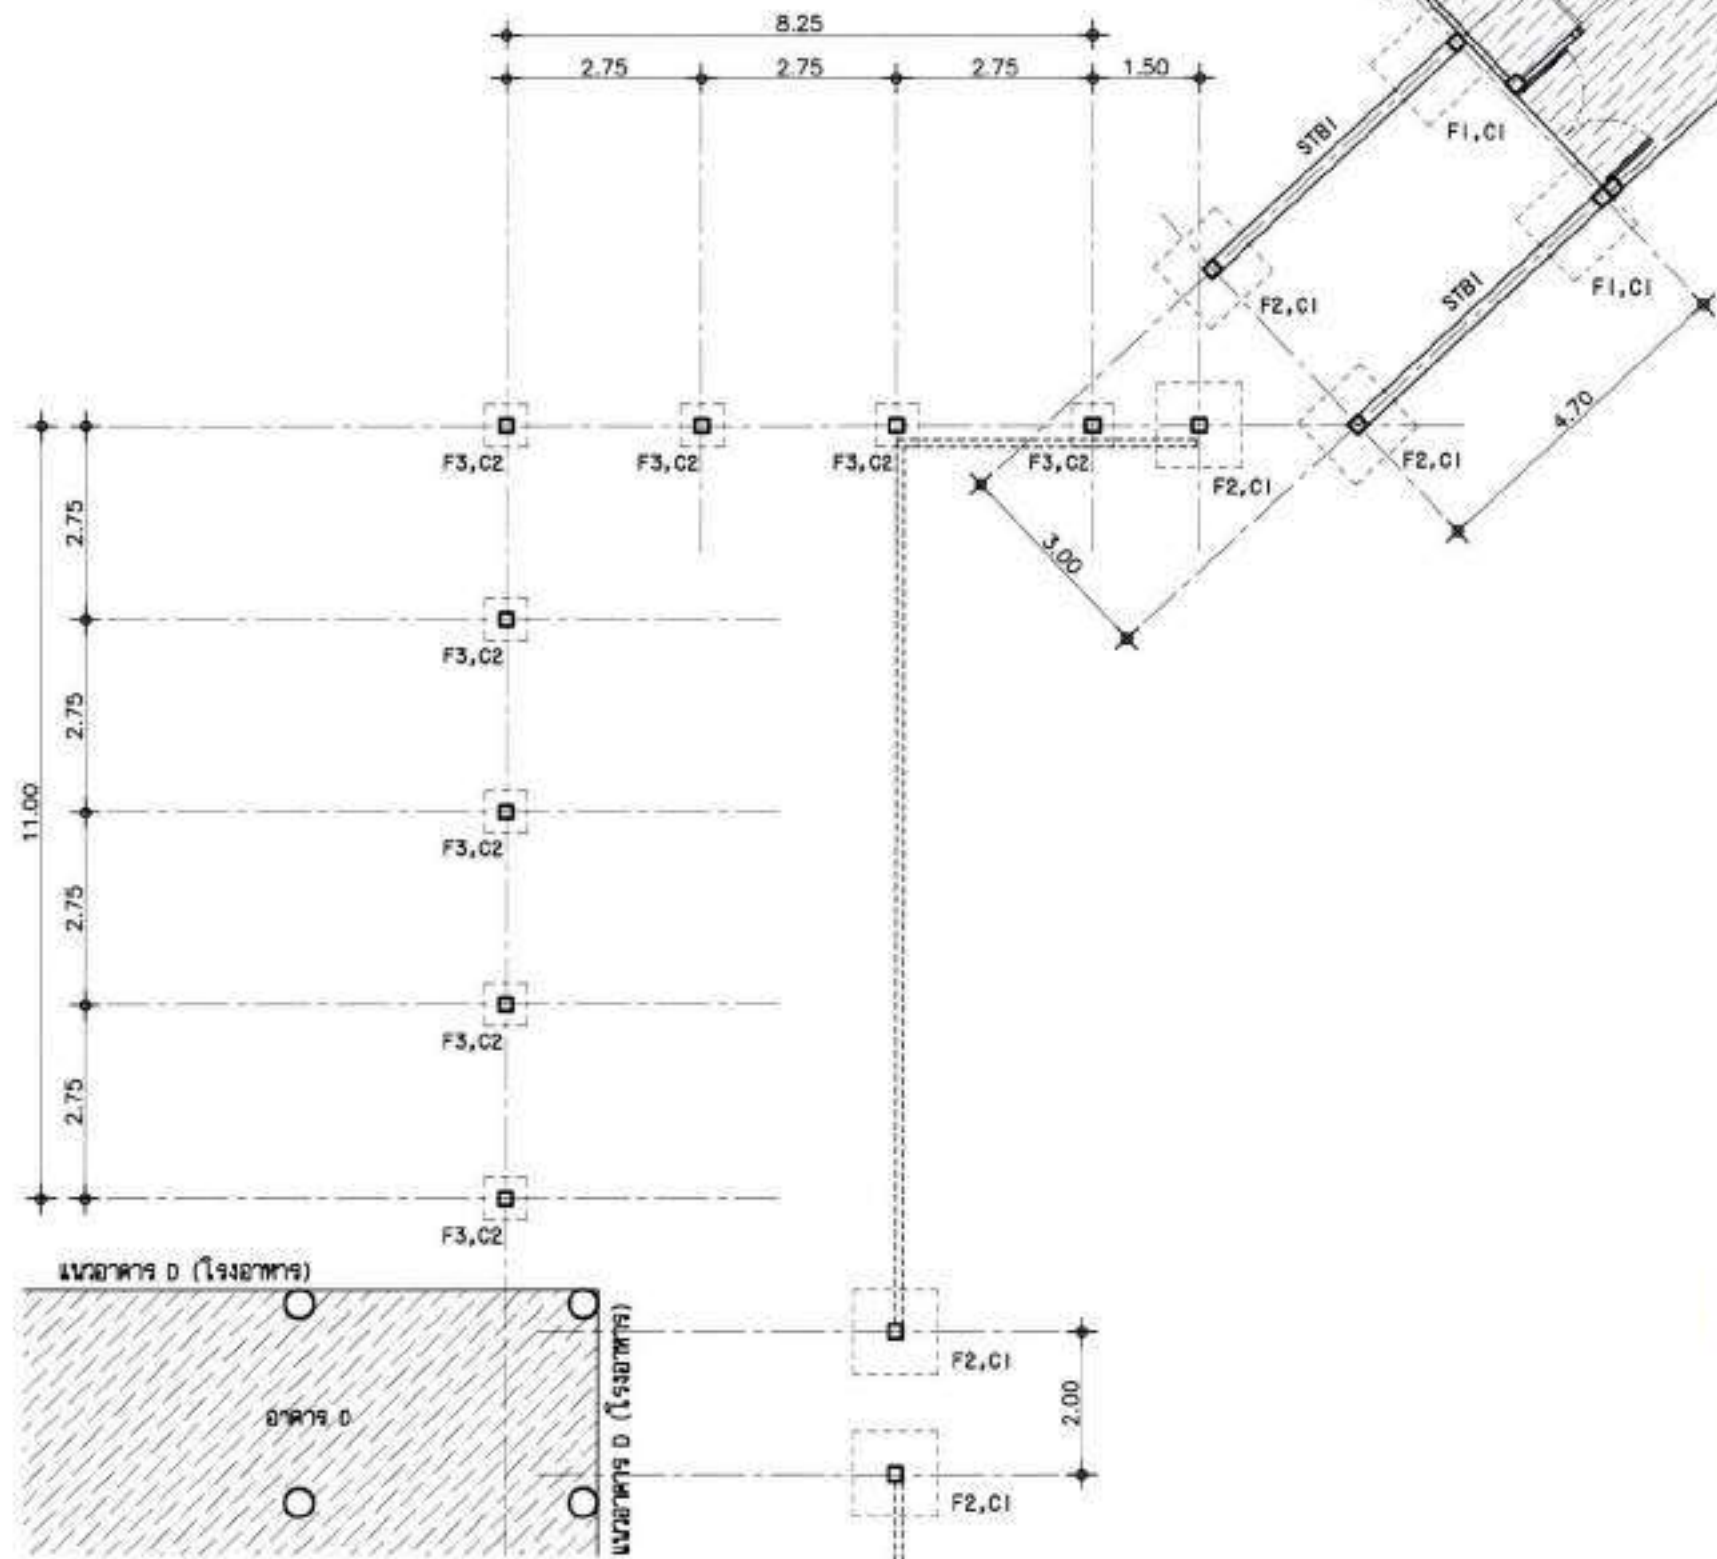 8.25
2.75
2.75
2.75
1.50
F1,C1
STB1
F1,C1
STB1
F2,C1
4.70
F3,C2
F3,C2
F3,C2
F3,C2
F2,C1
F2,C1
3.00
2.75
F3,C2
2.75
11.00
F3,C2
2.75
F3,C2
2.75
F3,C2
แนวอาคาร D (โรงอาหาร)
แนวอาคาร D (โรงอาหาร)
อาคาร D
F2,C1
2.00
F2,C1